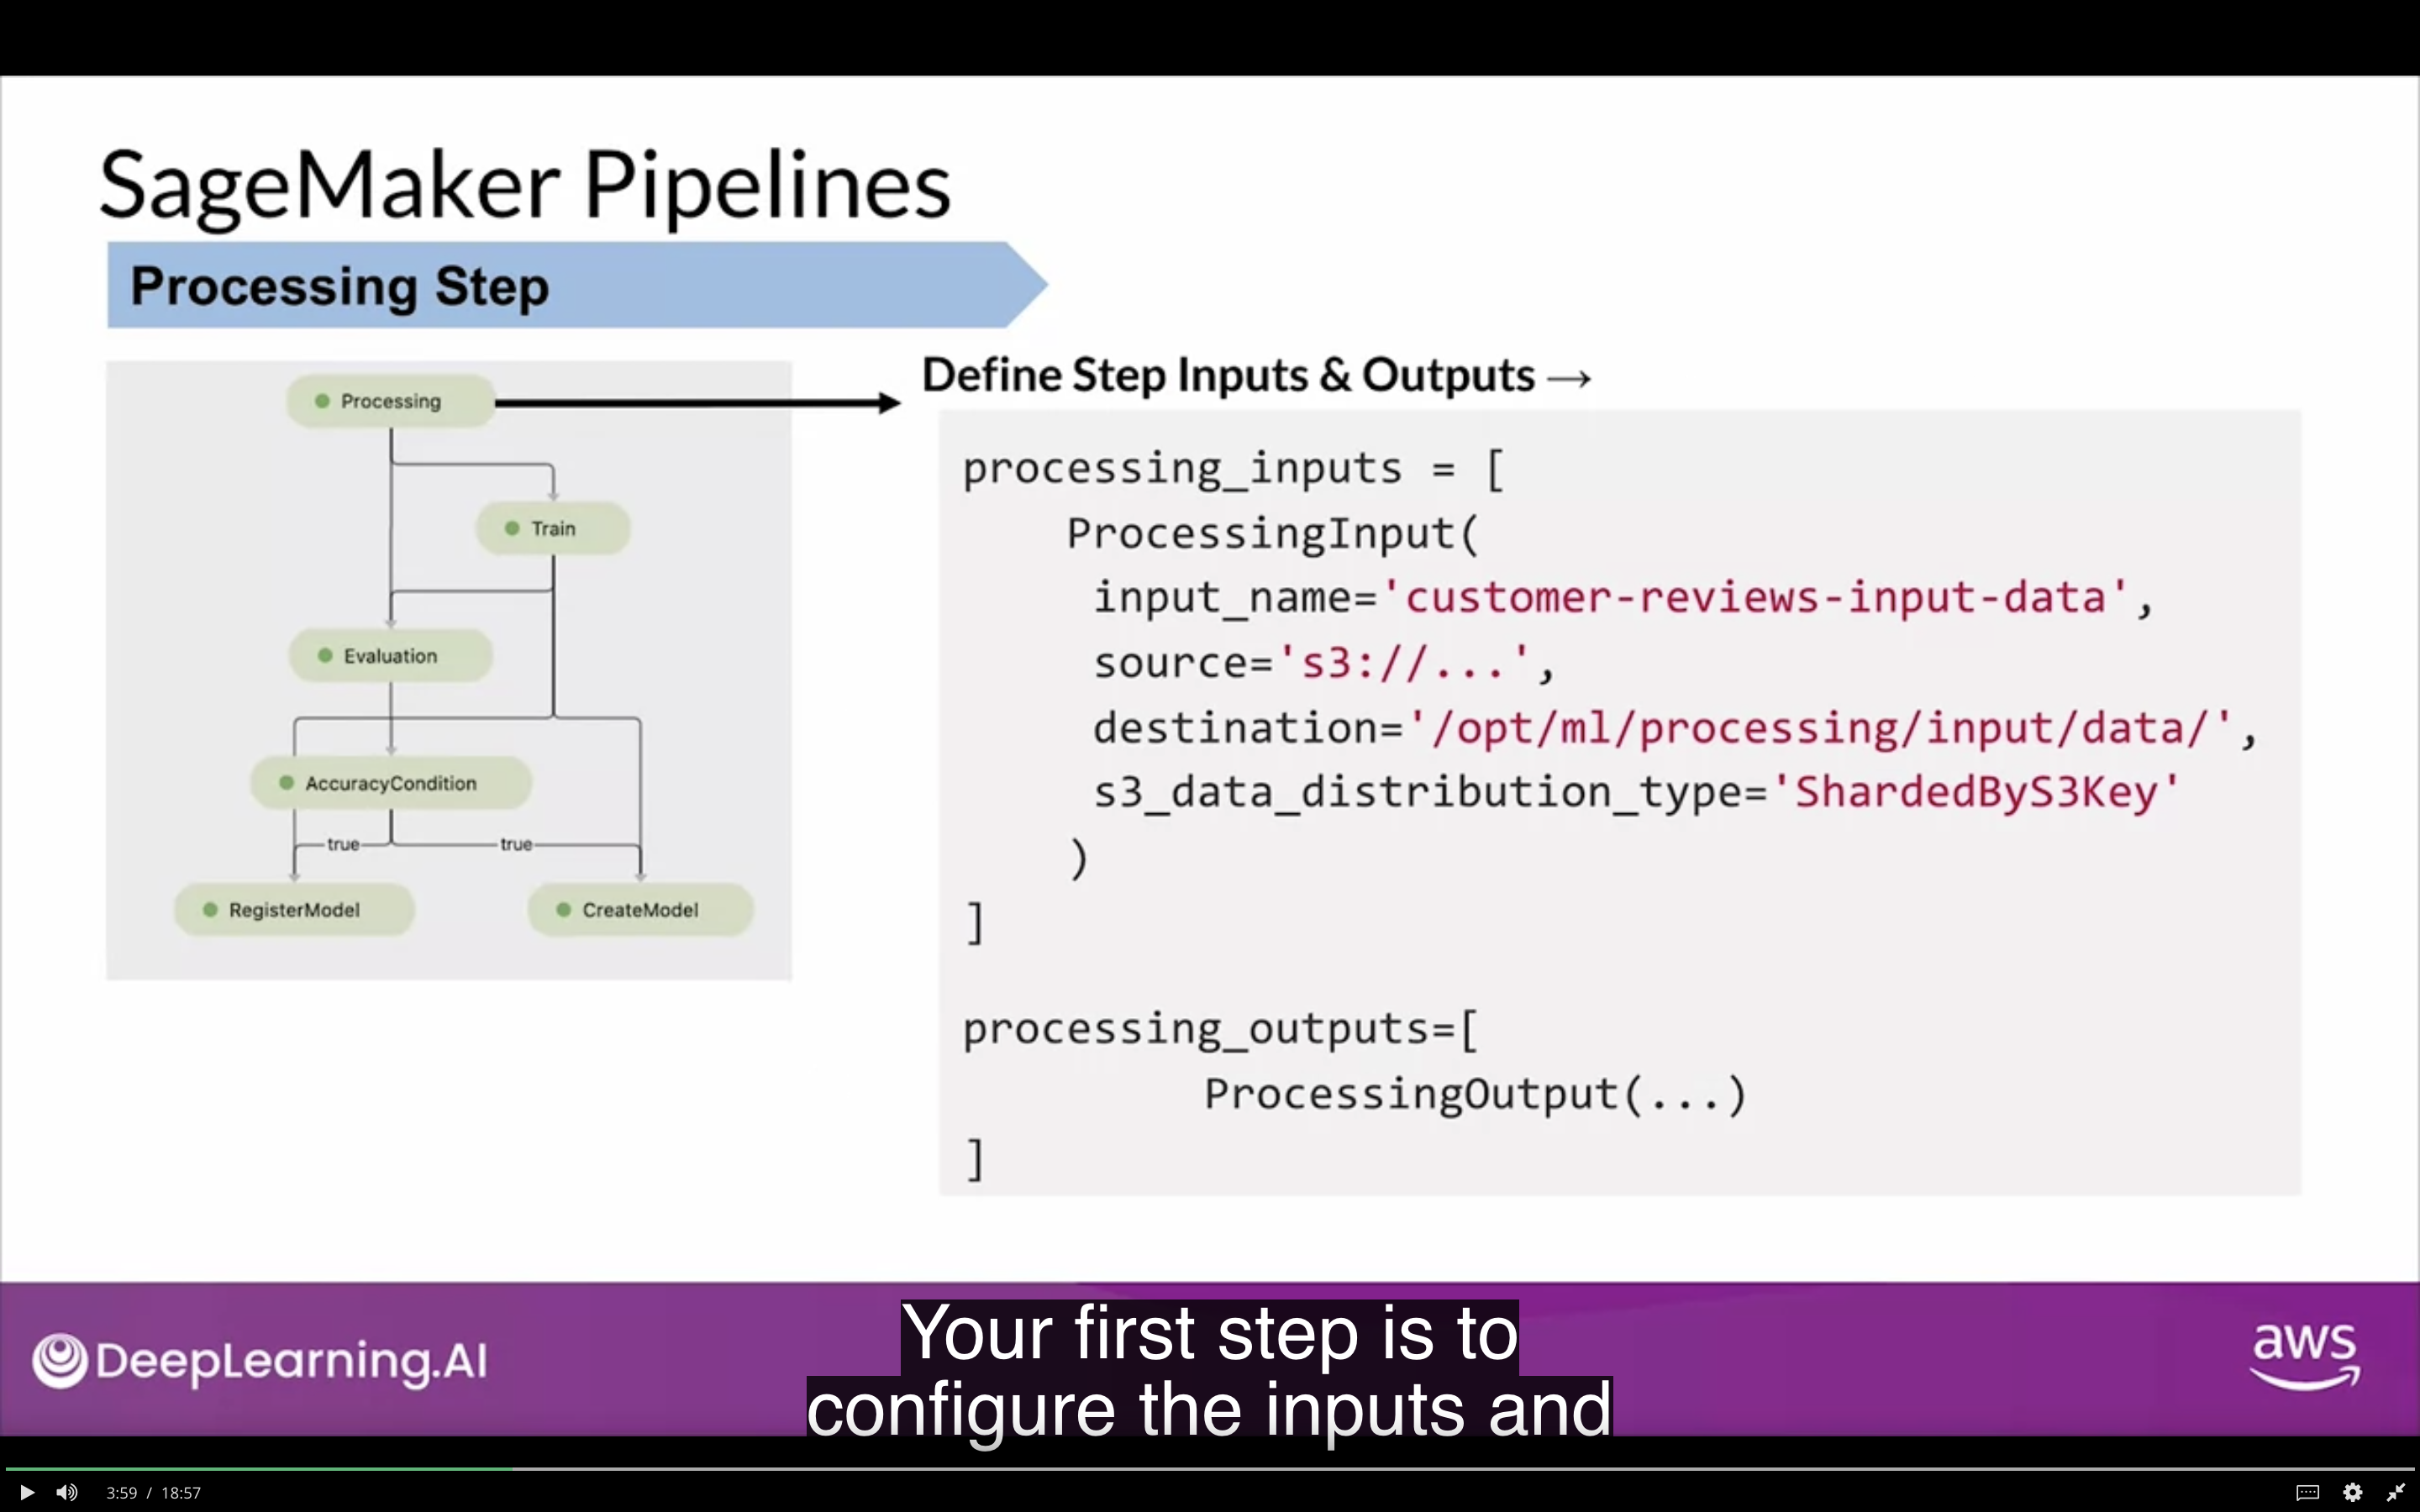 SageMaker Pipelines
Processing Step
Processing
Train
Evaluation
AccuracyCondition
true
true
RegisterModel
CreateModel
Define Step Inputs & Outputs →
processing_inputs = [
    ProcessingInput(
     input_name='customer-reviews-input-data',
     source='s3://...',
     destination='/opt/ml/processing/input/data/',
     s3_data_distribution_type='ShardedByS3Key'
    )
]
processing_outputs=[
         ProcessingOutput(...)
]
DeepLearning.AI
aws
Your first step is to
configure the inputs and
3:59 / 18:57